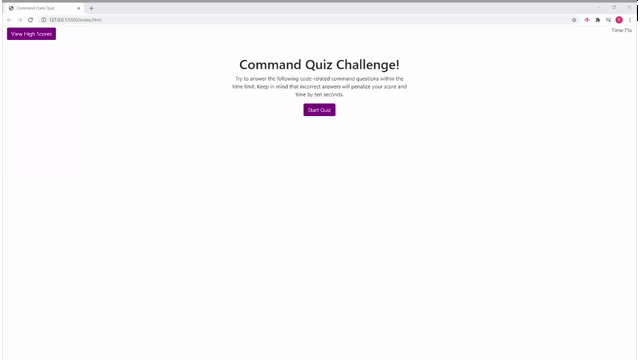 Command Code Quiz
127.0.0.1:5500/index.html
View High Scores
Time:75s
Command Quiz Challenge!
Try to answer the following code-related command questions within the
time limit. Keep in mind that incorrect answers will penalize your score and
time by ten seconds.
Start Quiz